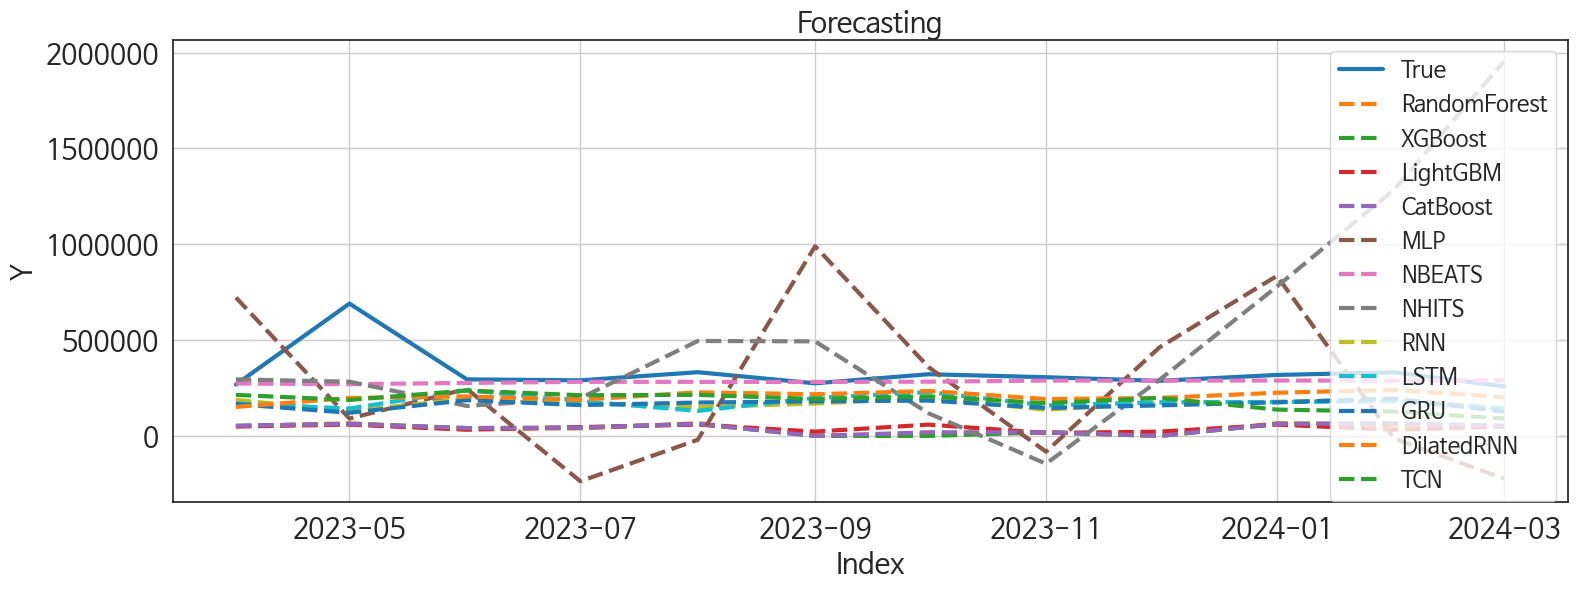 Forecasting
Y
2000000
1500000
1000000
500000
0
True
RandomForest
XGBoost
LightGBM
CatBoost
MLP
NBEATS
NHITS
RNN
LSTM
GRU
DilatedRNN
TCN
2023-05
2023-07
2023-09
2023-11
2024-01
2024-03
Index